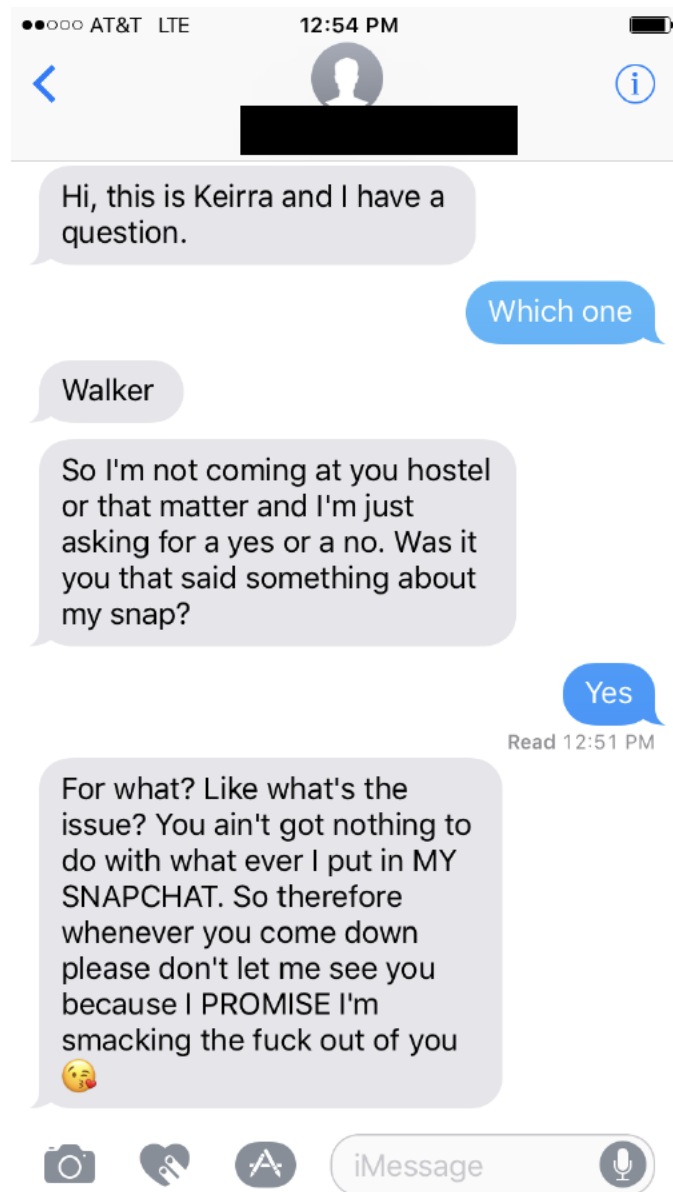 AT&T LTE 12:54 PM
Hi, this is Keirra and I have a
question.
Which one
Walker
So I'm not coming at you hostel
or that matter and I'm just
asking for a yes or a no. Was it
you that said something about
my snap?
Yes
Read 12:51 PM
For what? Like what's the
issue? You ain't got nothing to
do with what ever I put in MY
SNAPCHAT. So therefore
whenever you come down
please don't let me see you
because I PROMISE I'm
smacking the fuck out of you
😘
iMessage